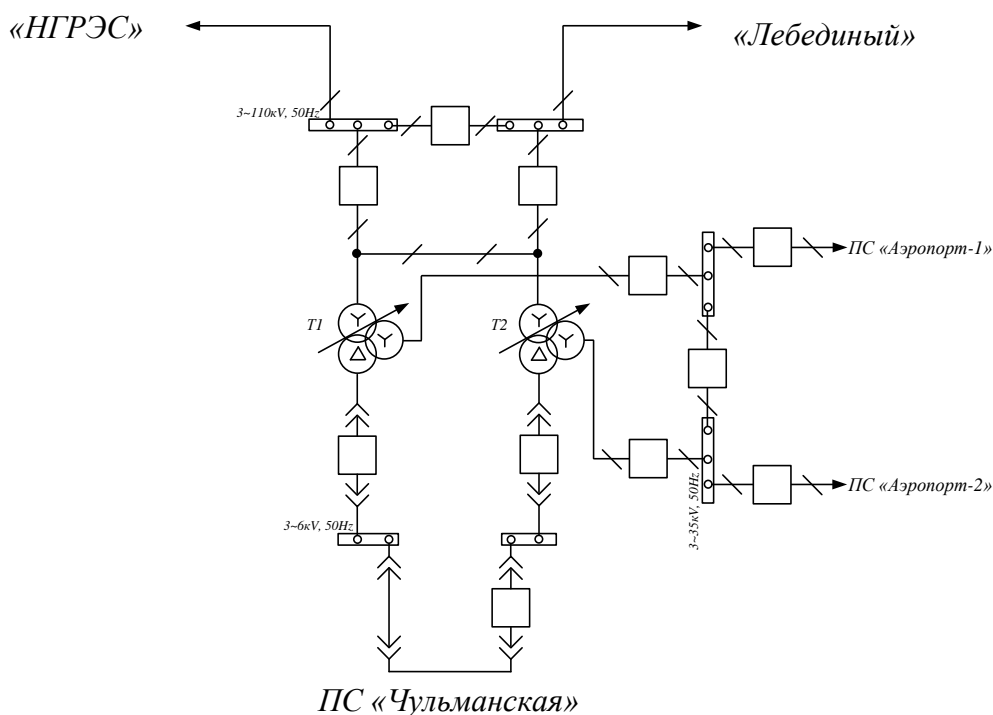 «НГРЭС»
«Лебединый»
3~110кV, 50Hz
ПС «Аэропорт-1»
T1
T2
ПС «Аэропорт-2»
3~35кV, 50Hz
3~6кV, 50Hz
ПС «Чульманская»